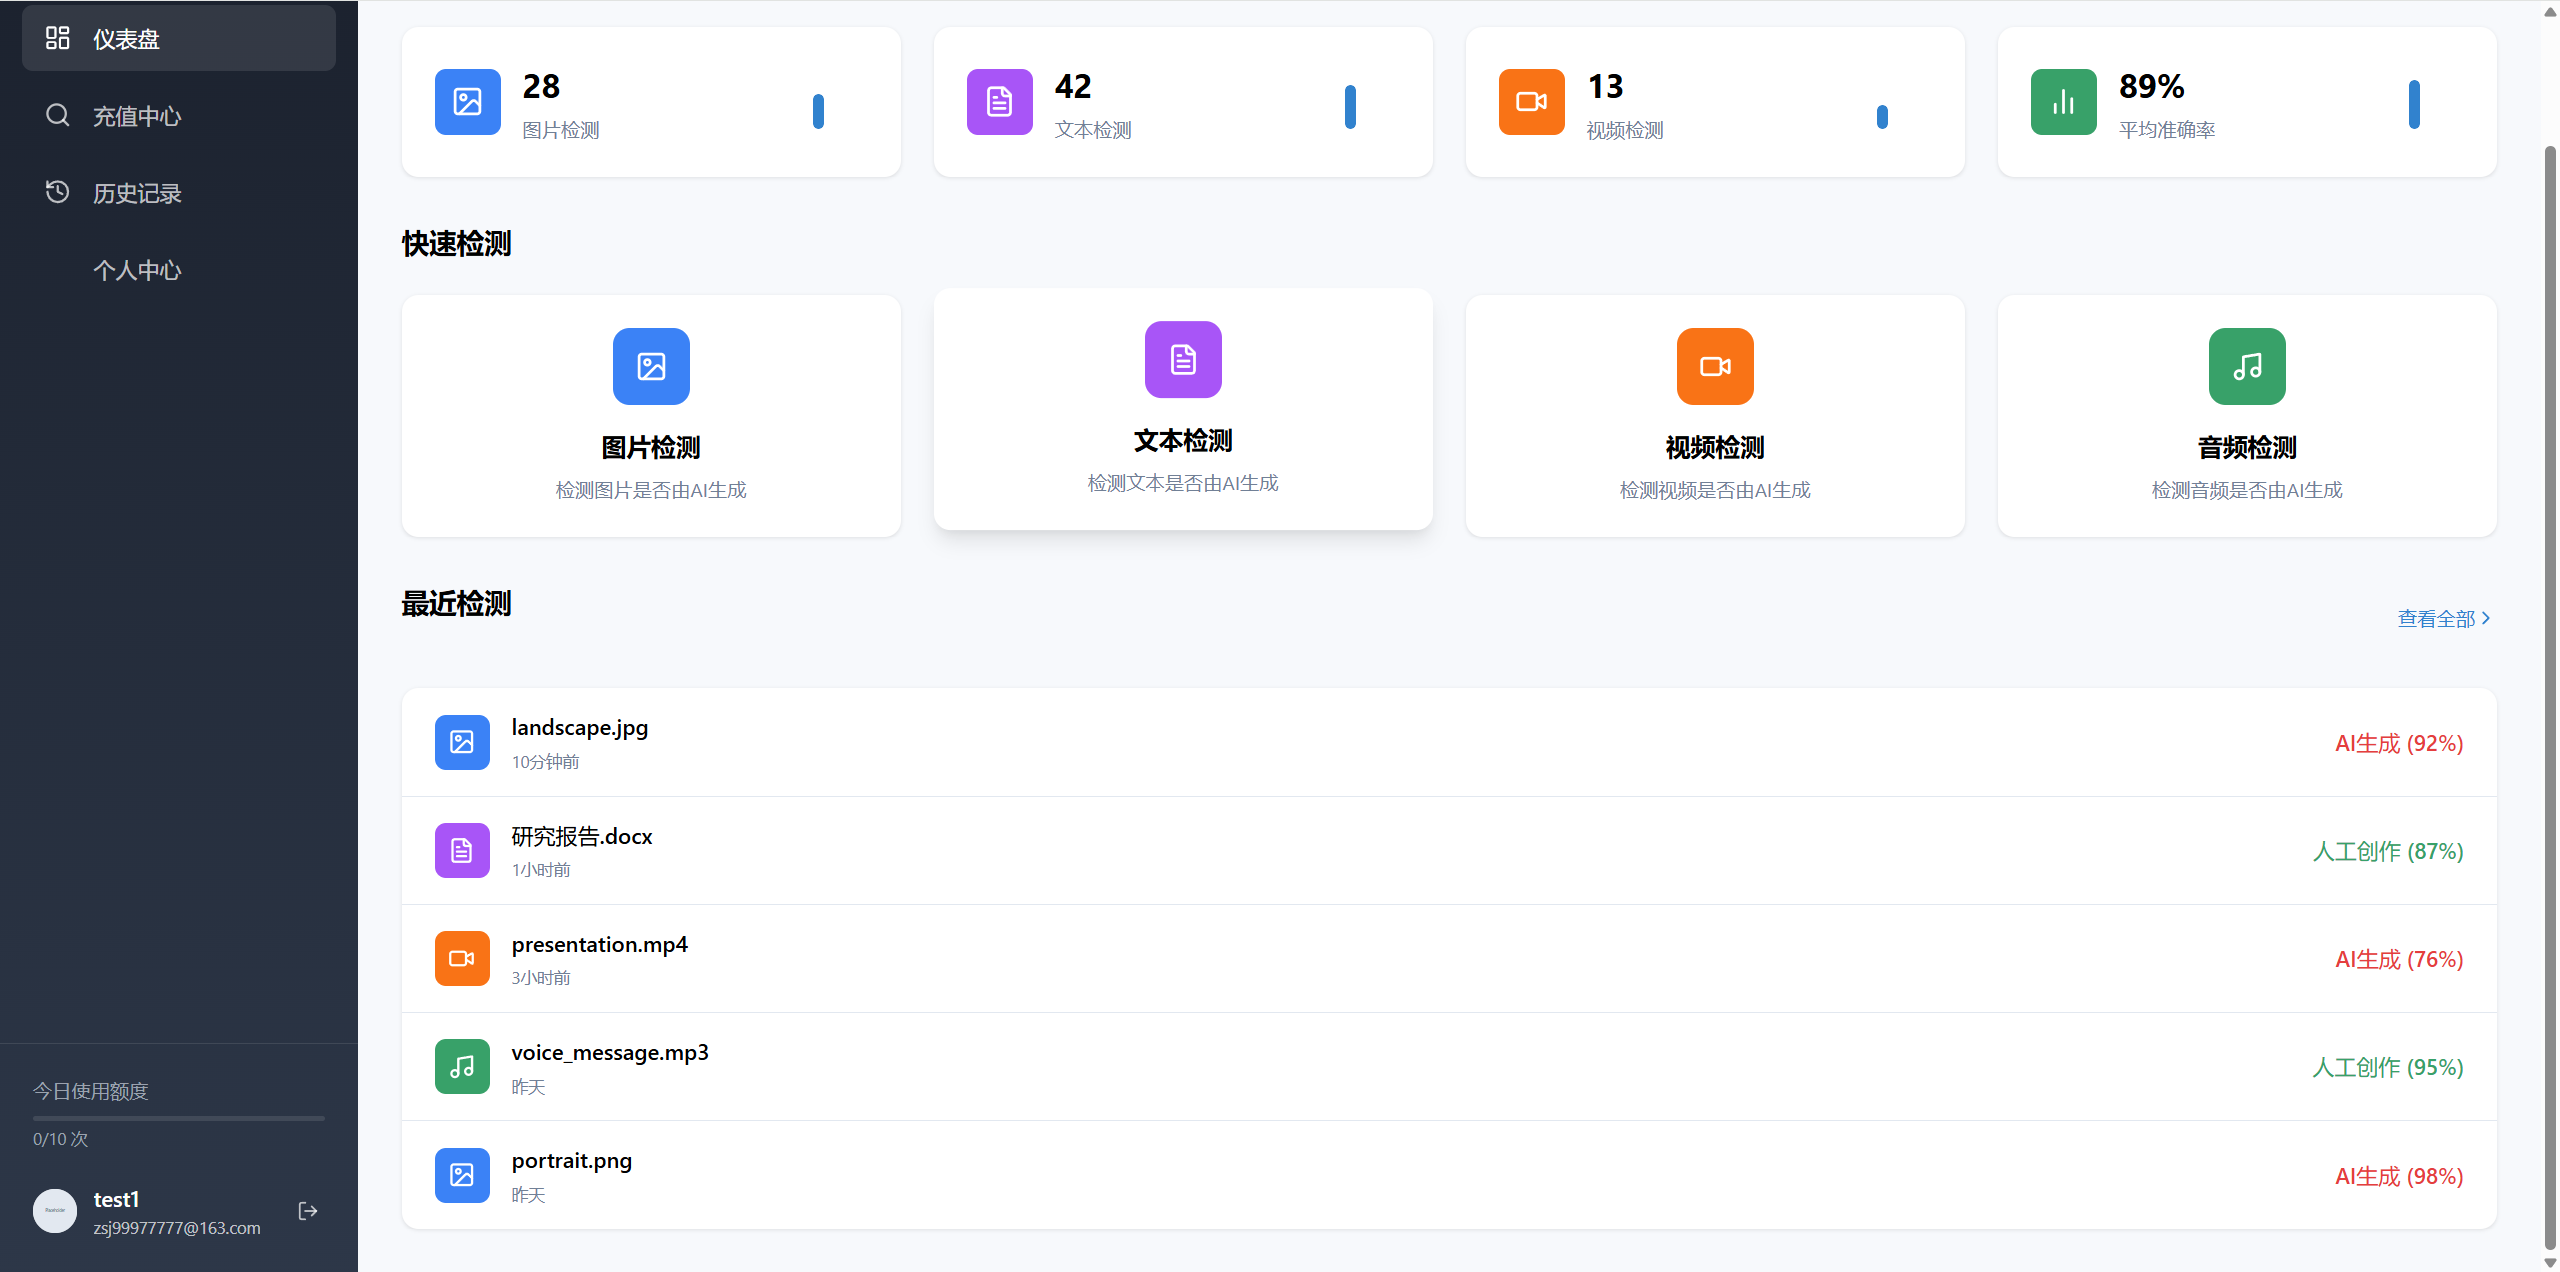 仪表盘
充值中心
历史记录
个人中心
今日使用额度
0/10 次
test1
zsj99977777@163.com
28
图片检测
42
文本检测
13
视频检测
89%
平均准确率
快速检测
图片检测
检测图片是否由AI生成
文本检测
检测文本是否由AI生成
视频检测
检测视频是否由AI生成
音频检测
检测音频是否由AI生成
最近检测
查看全部
landscape.jpg
10分钟前
AI生成 (92%)
研究报告.docx
1小时前
人工创作 (87%)
presentation.mp4
3小时前
AI生成 (76%)
voice_message.mp3
昨天
人工创作 (95%)
portrait.png
昨天
AI生成 (98%)